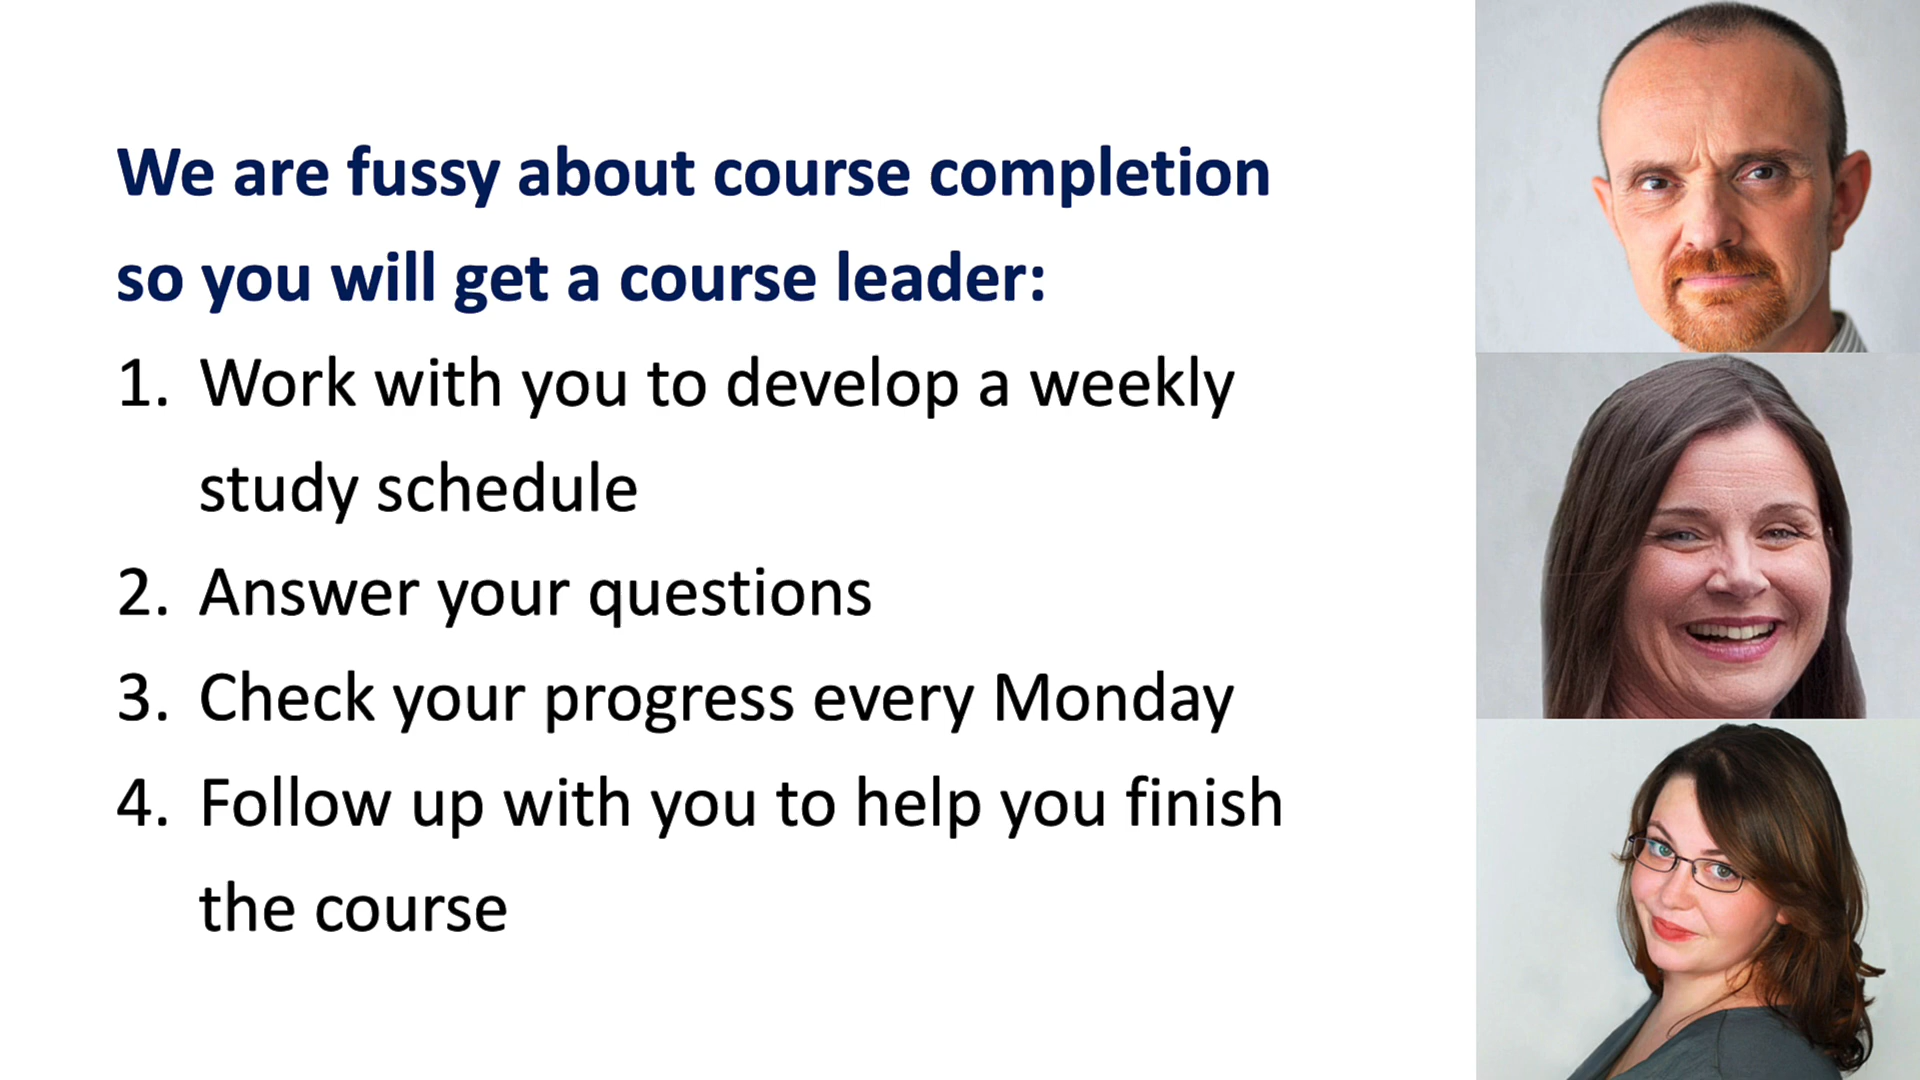 We are fussy about course completion
so you will get a course leader:
1. Work with you to develop a weekly
study schedule
2. Answer your questions
3. Check your progress every Monday
4. Follow up with you to help you finish
the course